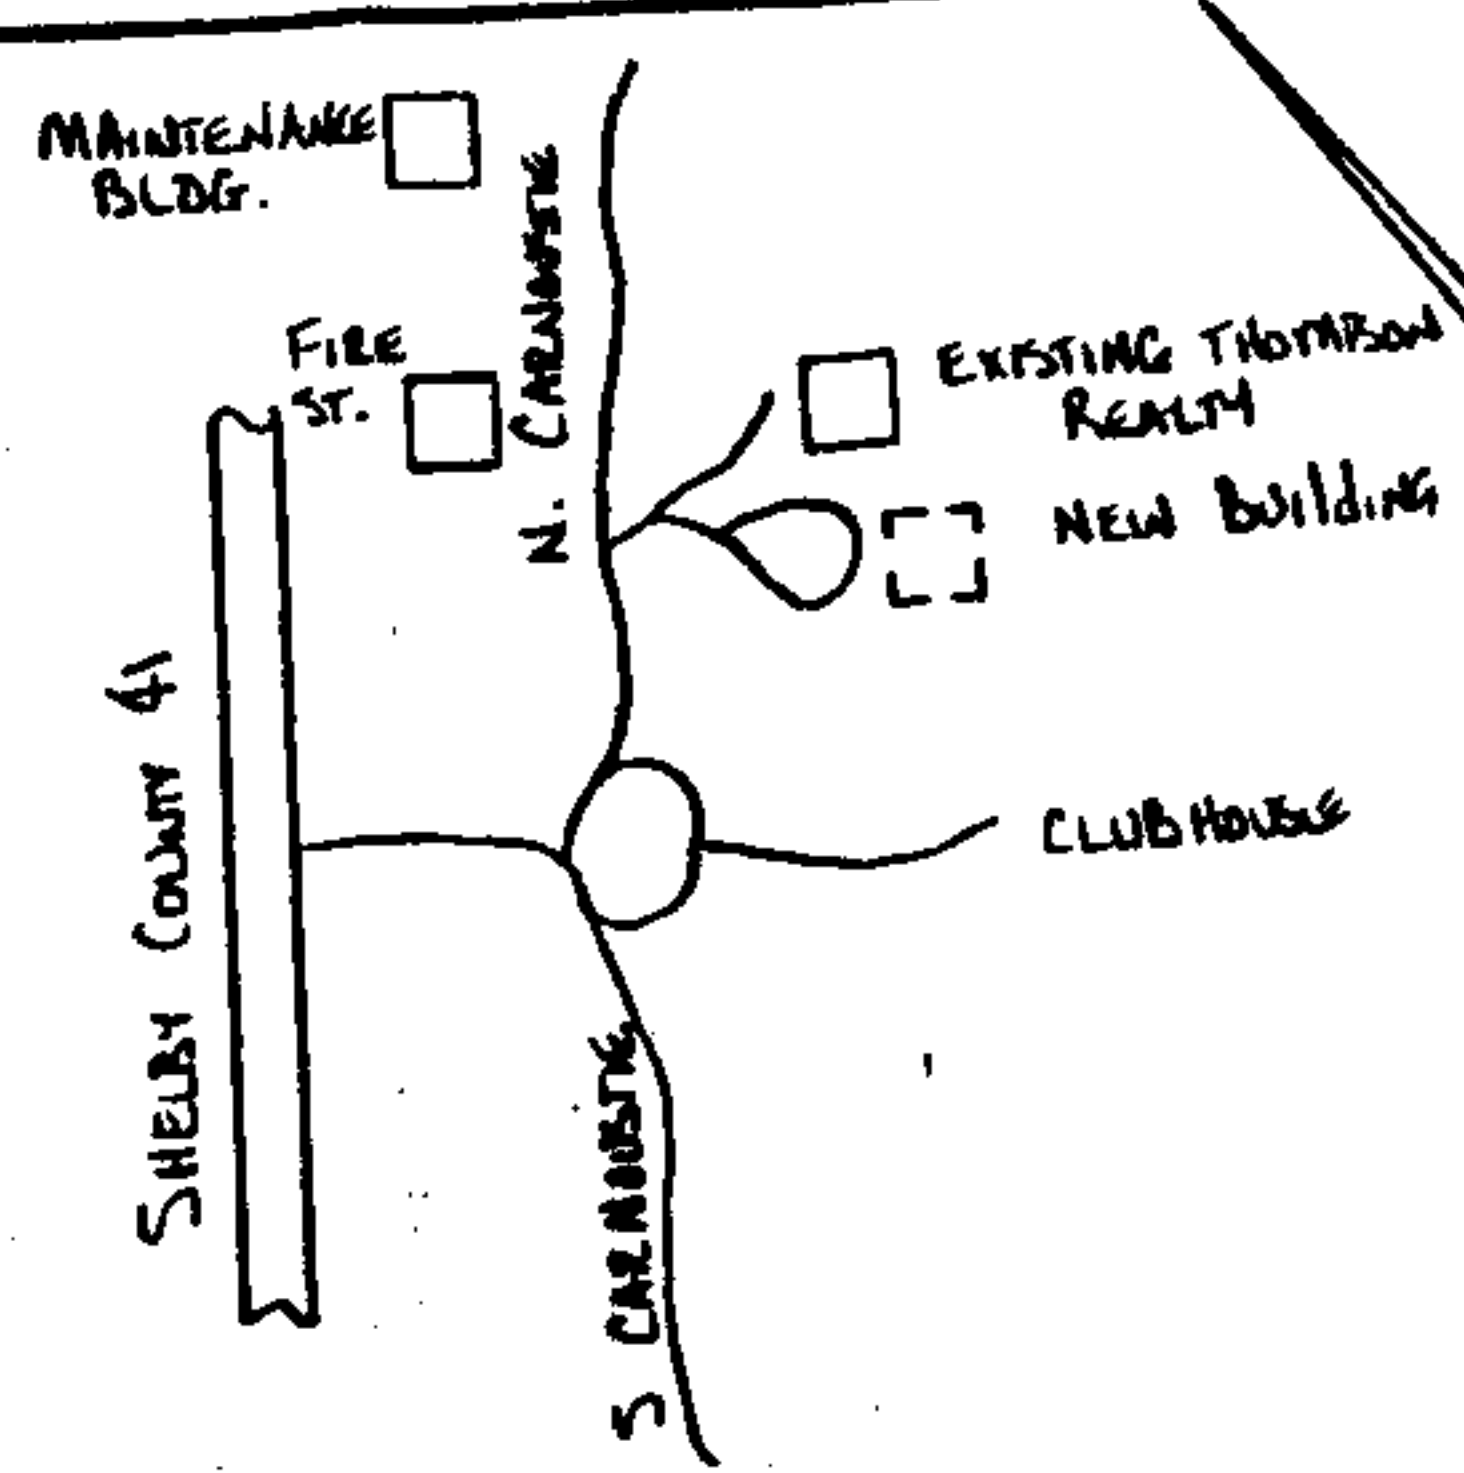 MAINTENANCE
BLDG.
N. CARNOUSTIE
FIRE
ST.
EXISTING THOMPSON
REALTY
NEW BUILDING
SHELBY COUNTY 41
CLUBHOUSE
S CARNOUSTIE